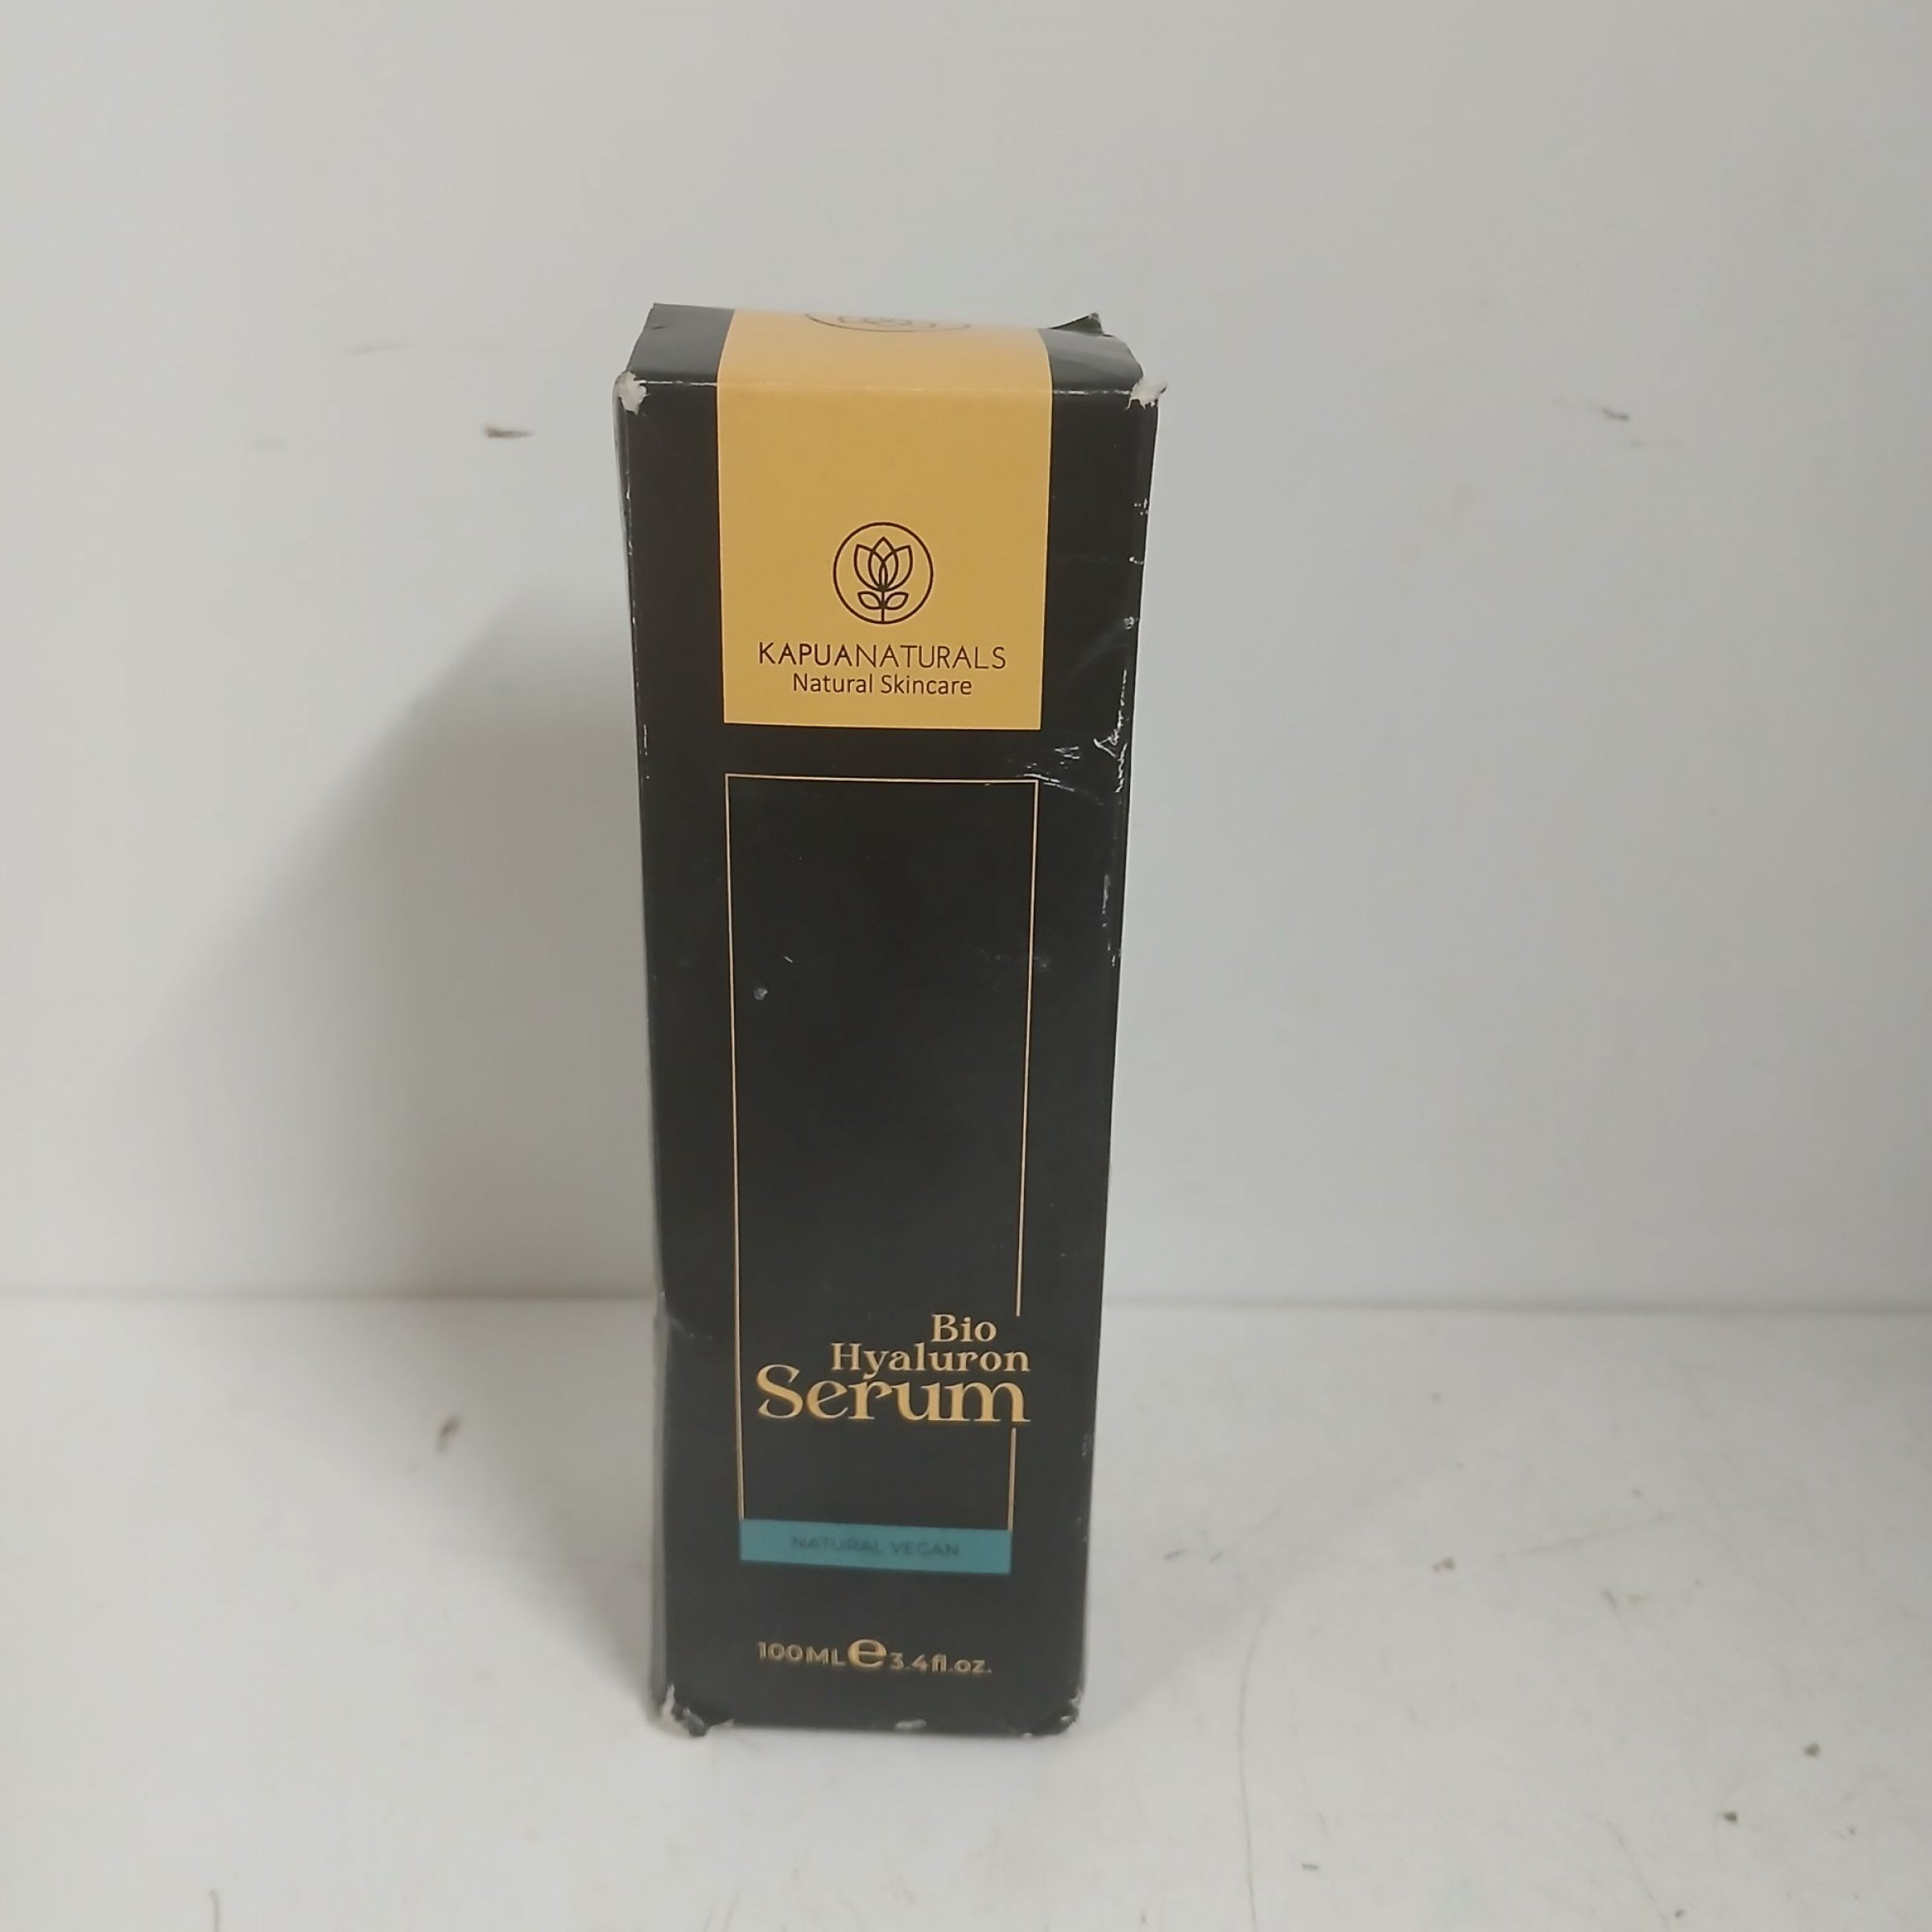 KAPUANATURALS
Natural Skincare
Bio
Hyaluron
Serum
NATURAL VEGAN
100ML e 3.4fl.oz.